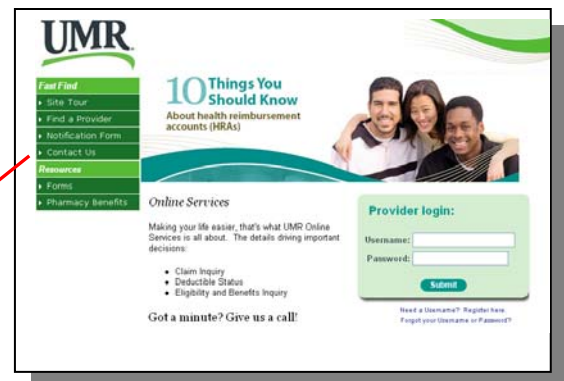 UMR
Fast Find
Site Tour
Find a Provider
Notification Form
Contact Us
Resources
Forms
Pharmacy Benefits
10 Things You
Should Know
About health reimbursement
accounts (HRAs)
Online Services
Making your life easier, that's what UMR Online
Services is all about. The details driving important
decisions:
Claim Inquiry
Deductible Status
Eligibility and Benefits Inquiry
Got a minute? Give us a call!
Provider login:
Username:
Password:
Submit
Need a Username? Register here.
Forgot your Username or Password?